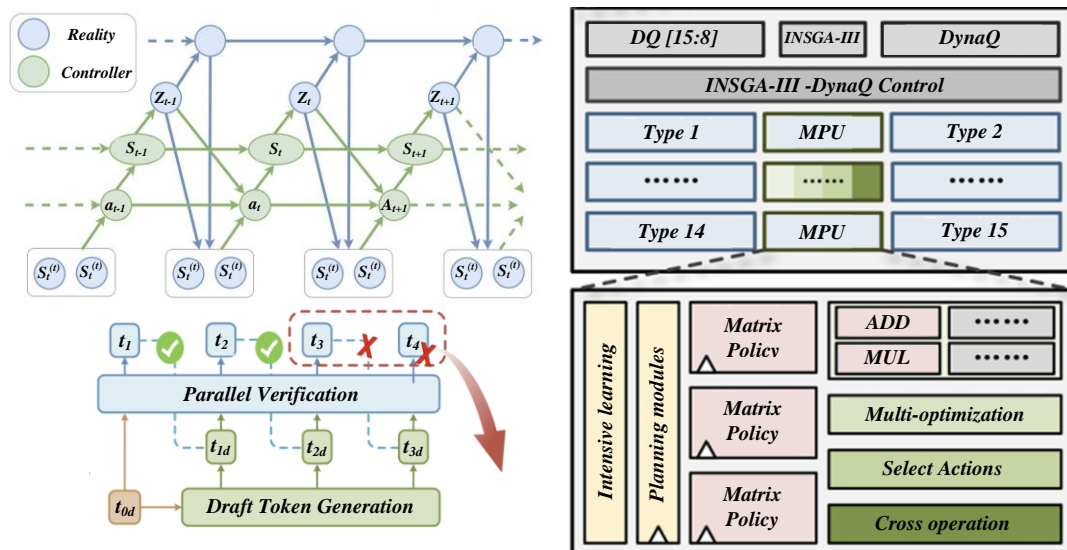 Reality
Controller
Z_{t-1}
Z_t
Z_{t+1}
S_{t-1}
S_t
S_{t+1}
a_{t-1}
a_t
A_{t+1}
S_t^{(t)} S_t^{(t)}
S_t^{(t)} S_t^{(t)}
S_t^{(t)} S_t^{(t)}
S_t^{(t)} S_t^{(t)}
t_1
t_2
t_3
t_4
Parallel Verification
t_{1d}
t_{2d}
t_{3d}
t_{0d}
Draft Token Generation
DQ [15:8]
INSGA-III
DynaQ
INSGA-III -DynaQ Control
Type 1
MPU
Type 2
······
······
······
Type 14
MPU
Type 15
Intensive learning
Planning modules
Matrix
Policy
Matrix
Policy
Matrix
Policy
ADD
······
MUL
······
Multi-optimization
Select Actions
Cross operation